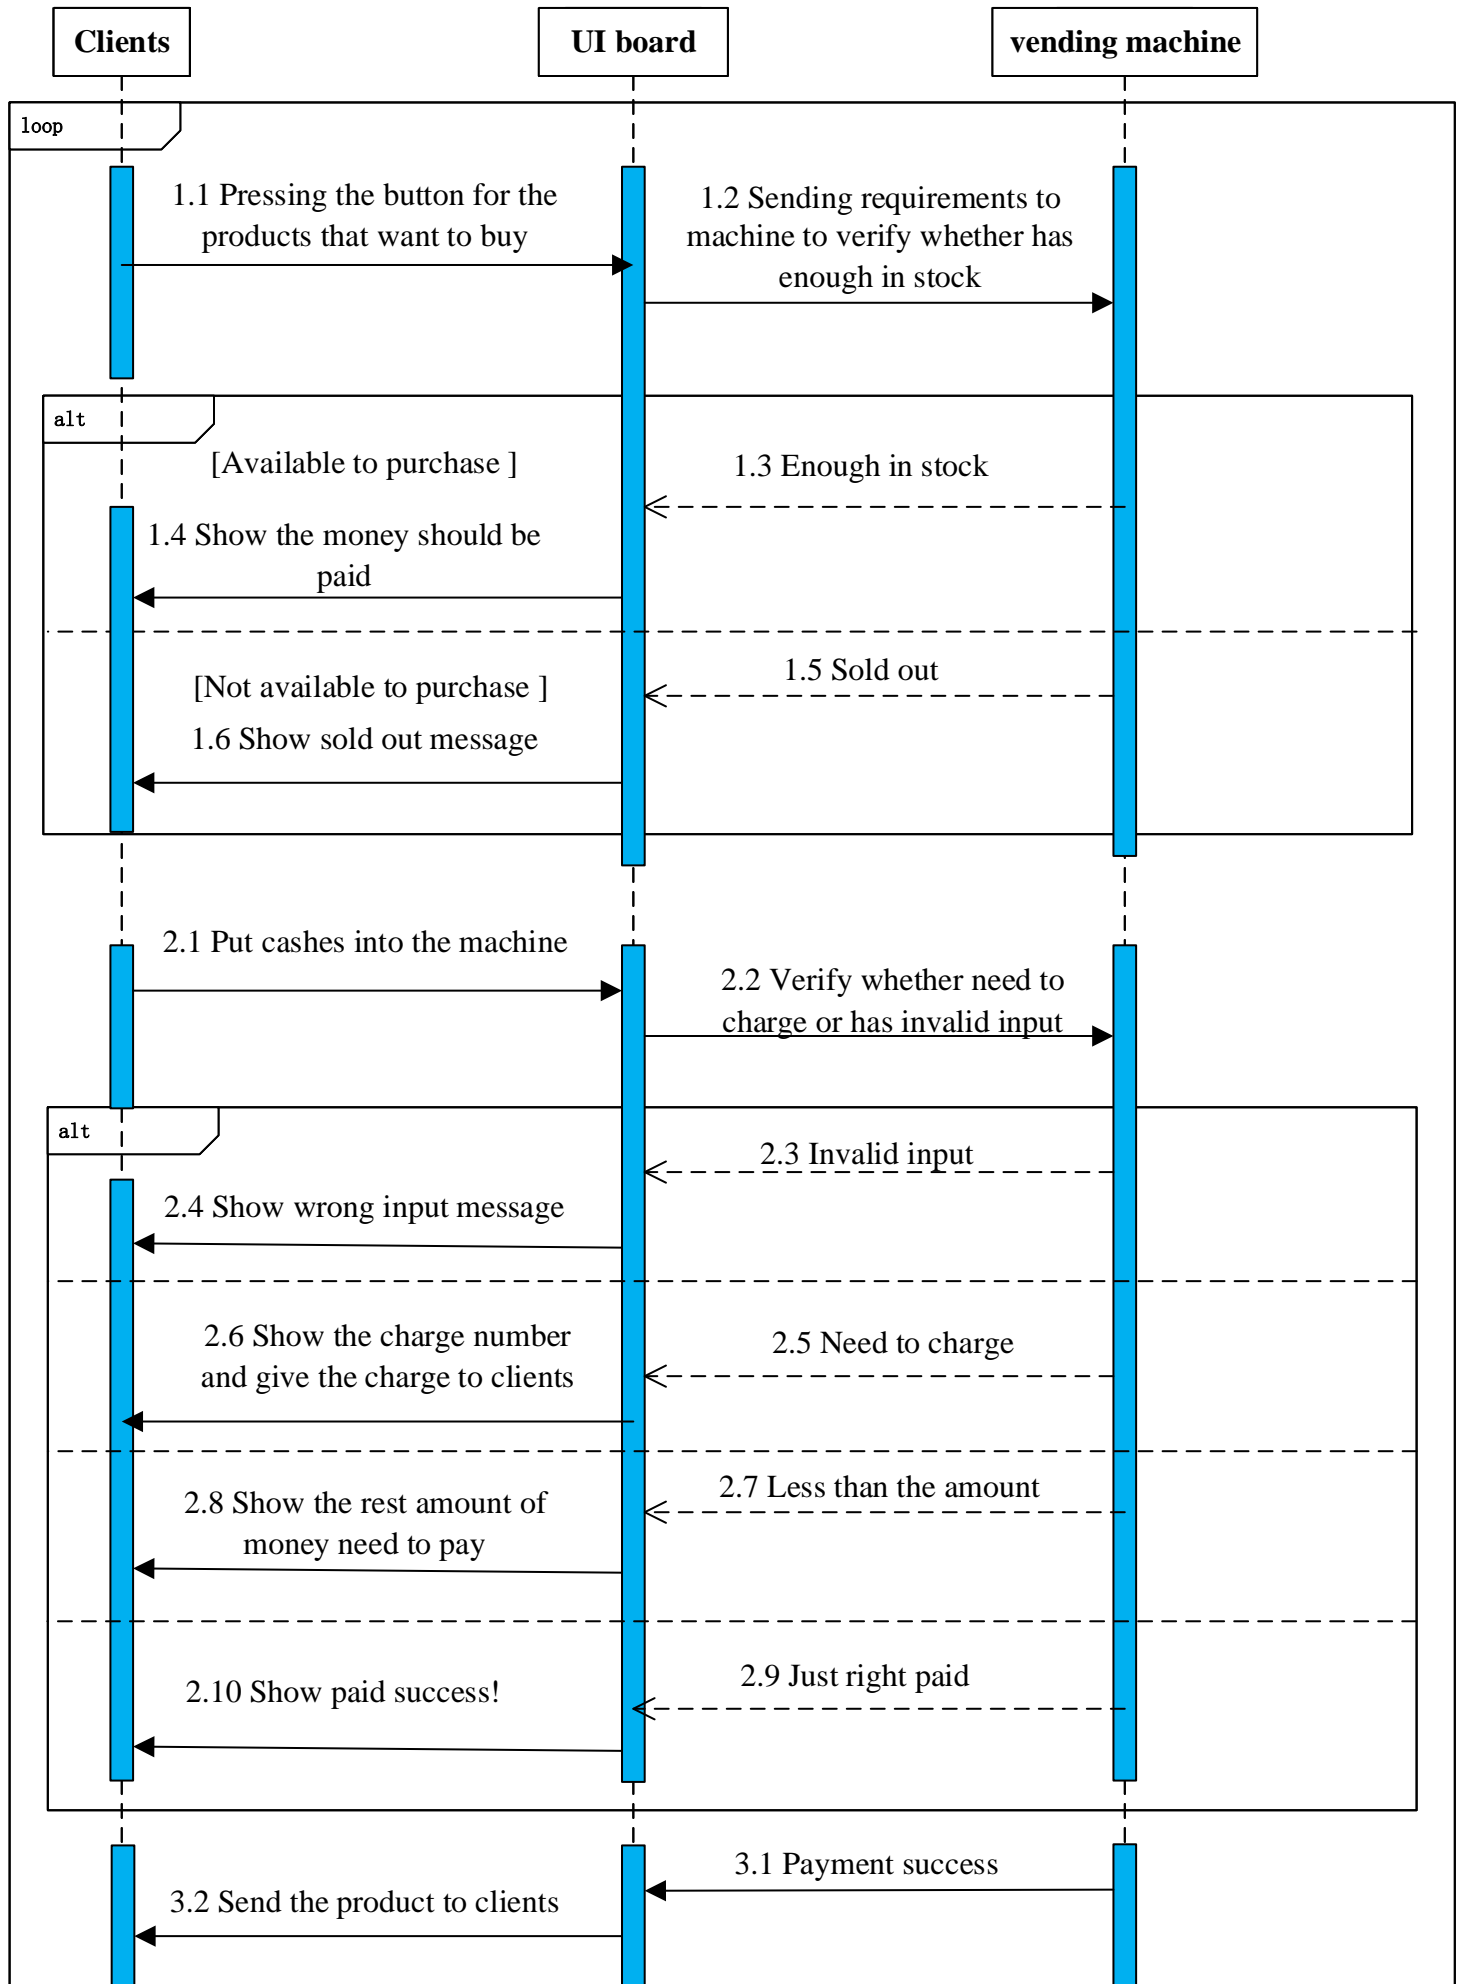 Clients
UI board
vending machine
loop
1.1 Pressing the button for the
products that want to buy
1.2 Sending requirements to
machine to verify whether has
enough in stock
alt
[Available to purchase ]
1.3 Enough in stock
1.4 Show the money should be
paid
1.5 Sold out
[Not available to purchase ]
1.6 Show sold out message
2.1 Put cashes into the machine
2.2 Verify whether need to
charge or has invalid input
alt
2.3 Invalid input
2.4 Show wrong input message
2.6 Show the charge number
and give the charge to clients
2.5 Need to charge
2.7 Less than the amount
2.8 Show the rest amount of
money need to pay
2.9 Just right paid
2.10 Show paid success!
3.1 Payment success
3.2 Send the product to clients